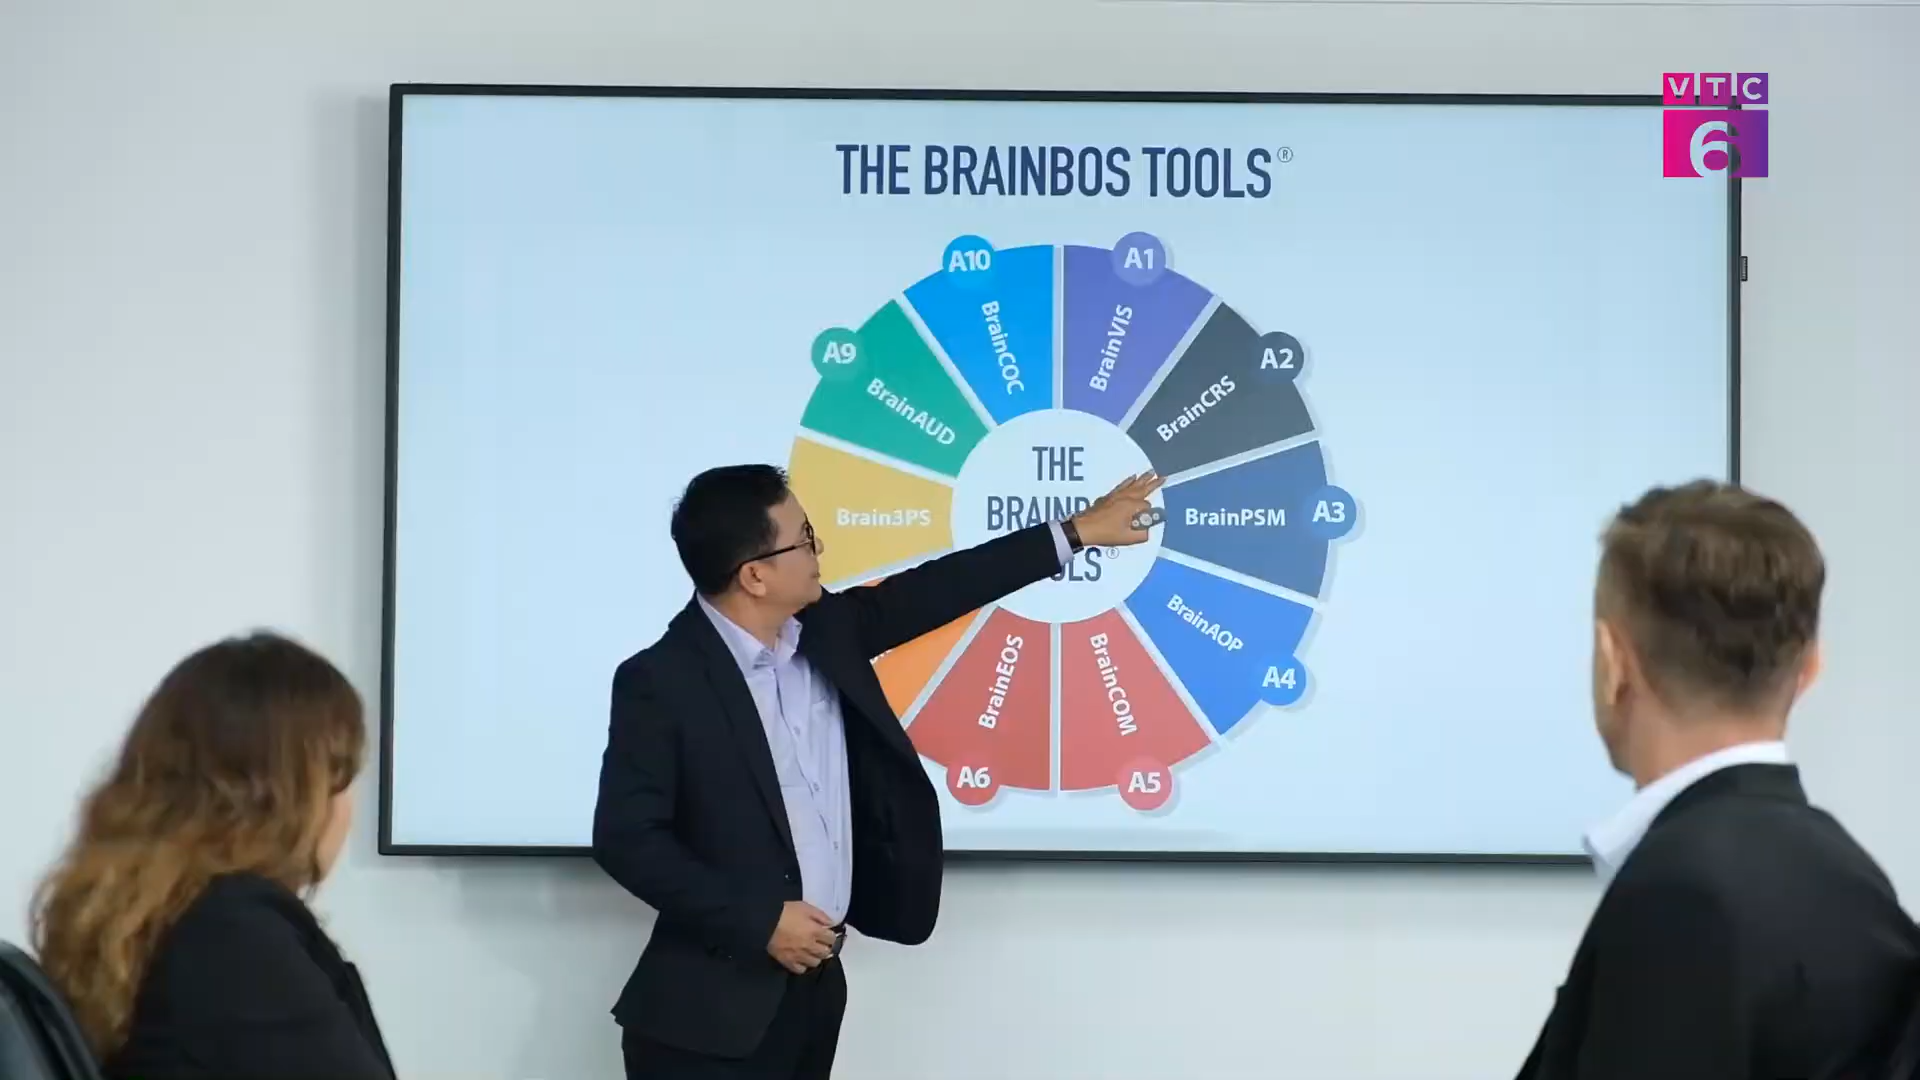 VTC
6
THE BRAINBOS TOOLS®
A10
A1
BrainCOC
BrainVIS
A9
A2
BrainAUD
BrainCRS
THE
Brain3PS
BrainPSM
A3
BrainAOP
A4
BrainEOS
BrainCOM
A6
A5